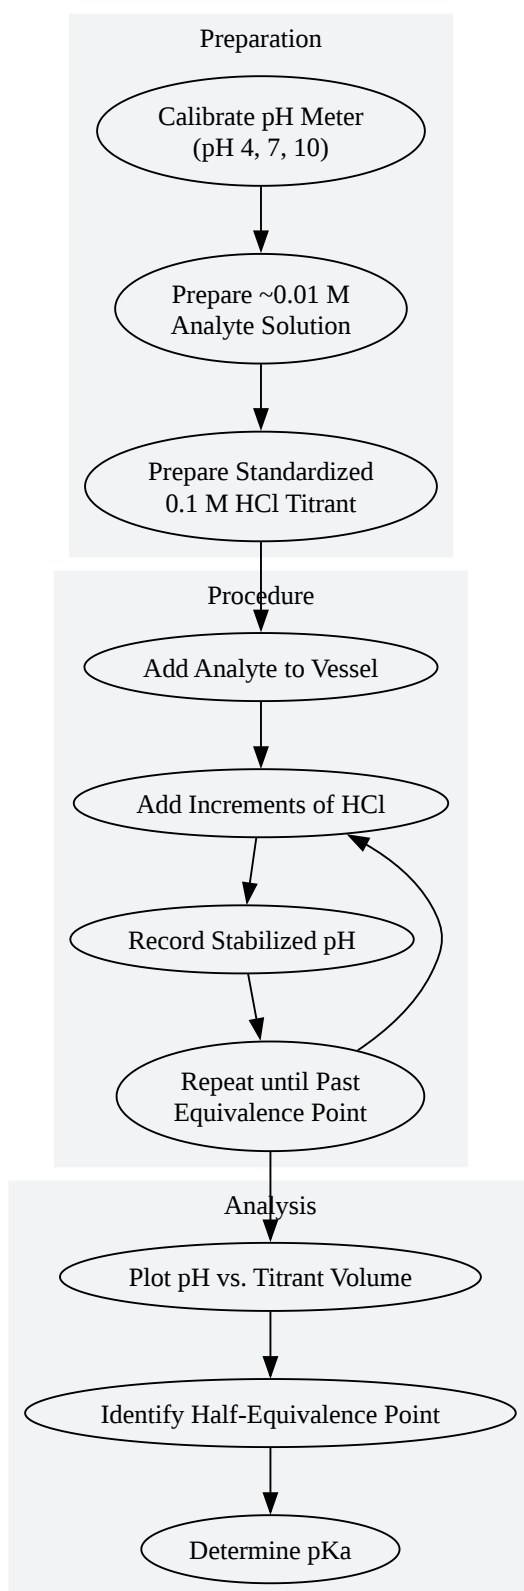 Preparation
Calibrate pH Meter
(pH 4, 7, 10)
Prepare ~0.01 M
Analyte Solution
Prepare Standardized
0.1 M HCl Titrant
Procedure
Add Analyte to Vessel
Add Increments of HCl
Record Stabilized pH
Repeat until Past
Equivalence Point
Analysis
Plot pH vs. Titrant Volume
Identify Half-Equivalence Point
Determine pKa